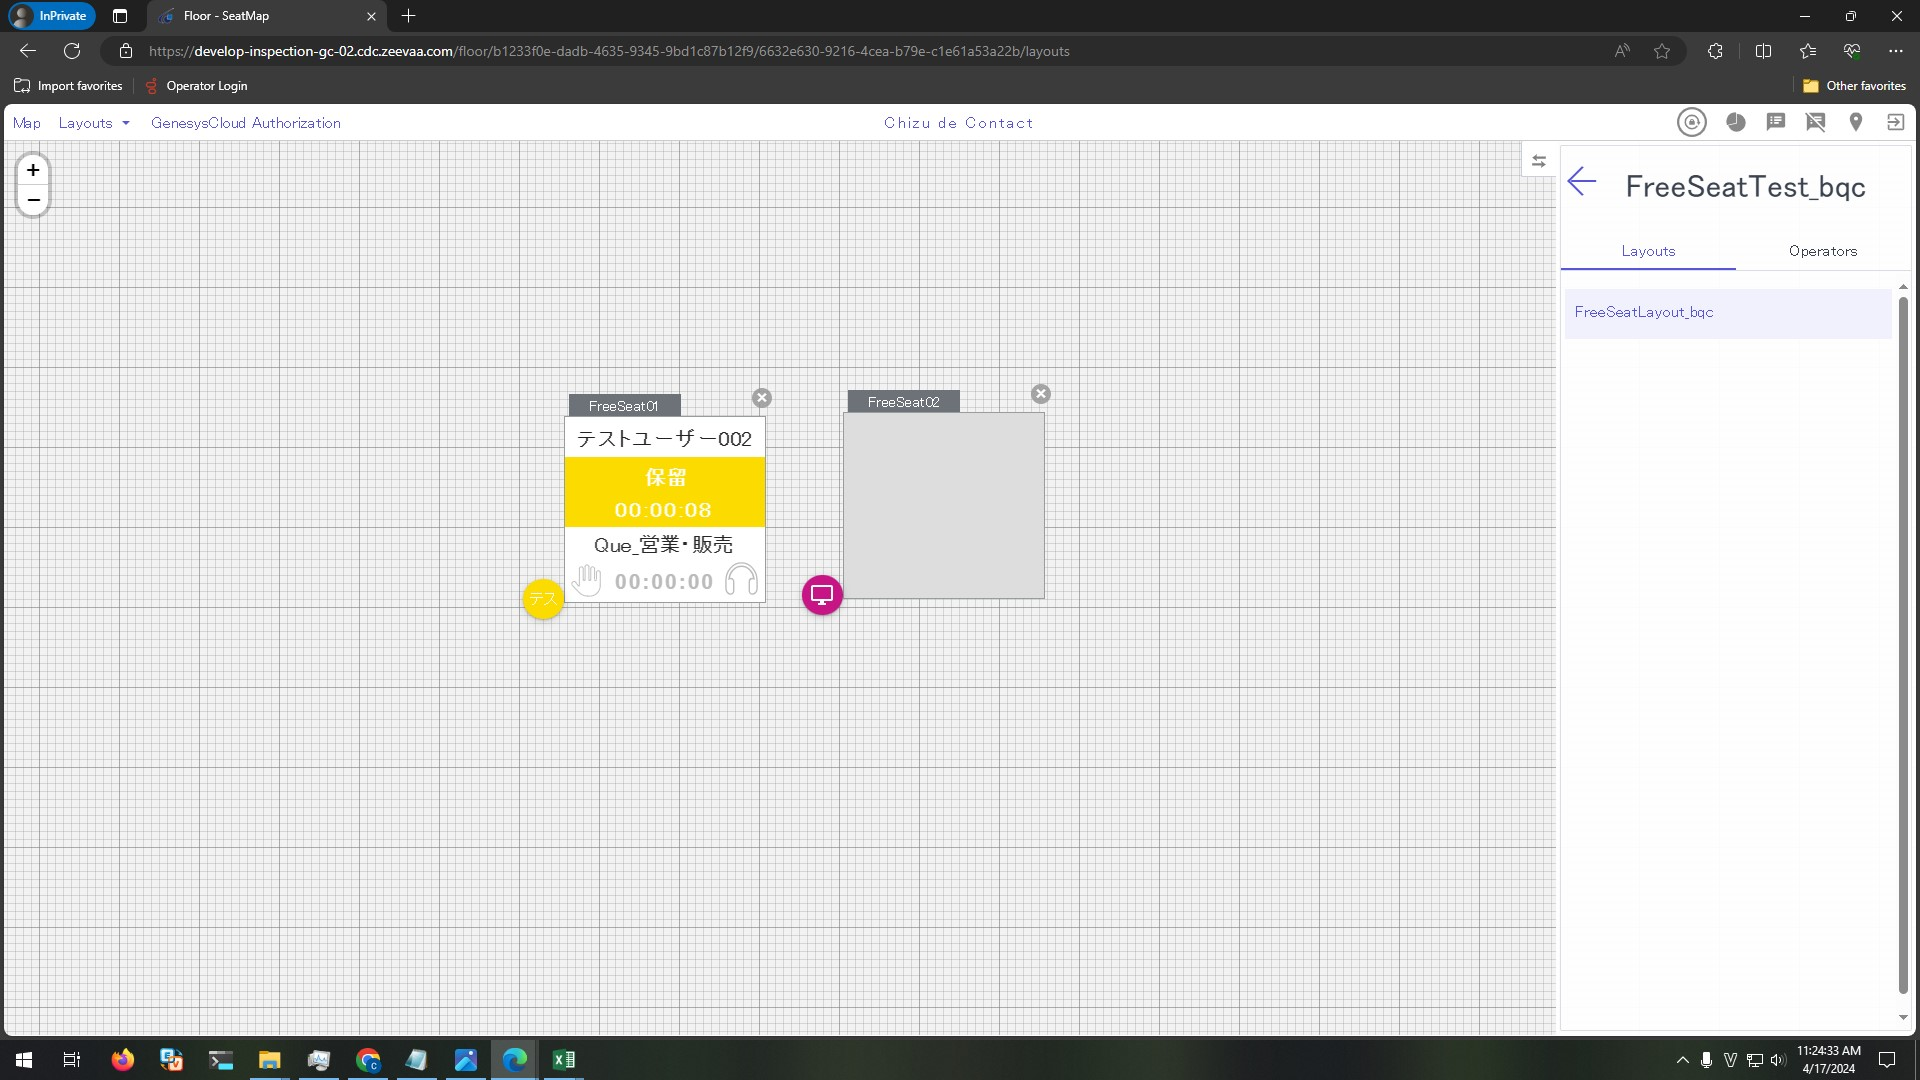 InPrivate
Floor - SeatMap
https://develop-inspection-gc-02.cdc.zeevaa.com/floor/b1233f0e-dadb-4635-9345-9bd1c87b12f9/6632e630-9216-4cea-b79e-c1e61a53a22b/layouts
Import favorites
Operator Login
Other favorites
Map
Layouts
GenesysCloud Authorization
Chizu de Contact
+
−
FreeSeatTest_bqc
Layouts
Operators
FreeSeatLayout_bqc
FreeSeat01
テストユーザー002
保留
00:00:08
Que_営業・販売
00:00:00
テス
FreeSeat02
11:24:33 AM
4/17/2024